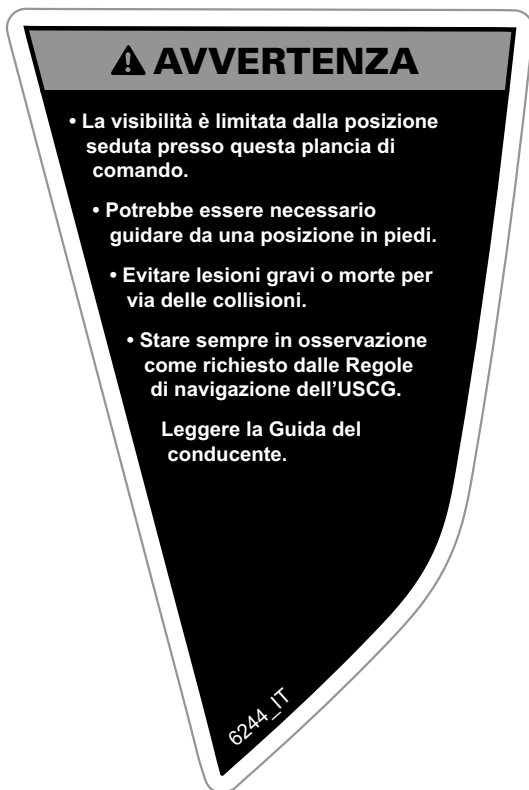 AVVERTENZA
• La visibilità è limitata dalla posizione
seduta presso questa plancia di
comando.
• Potrebbe essere necessario
guidare da una posizione in piedi.
• Evitare lesioni gravi o morte per
via delle collisioni.
• Stare sempre in osservazione
come richiesto dalle Regole
di navigazione dell'USCG.
Leggere la Guida del
conducente.
6244_IT